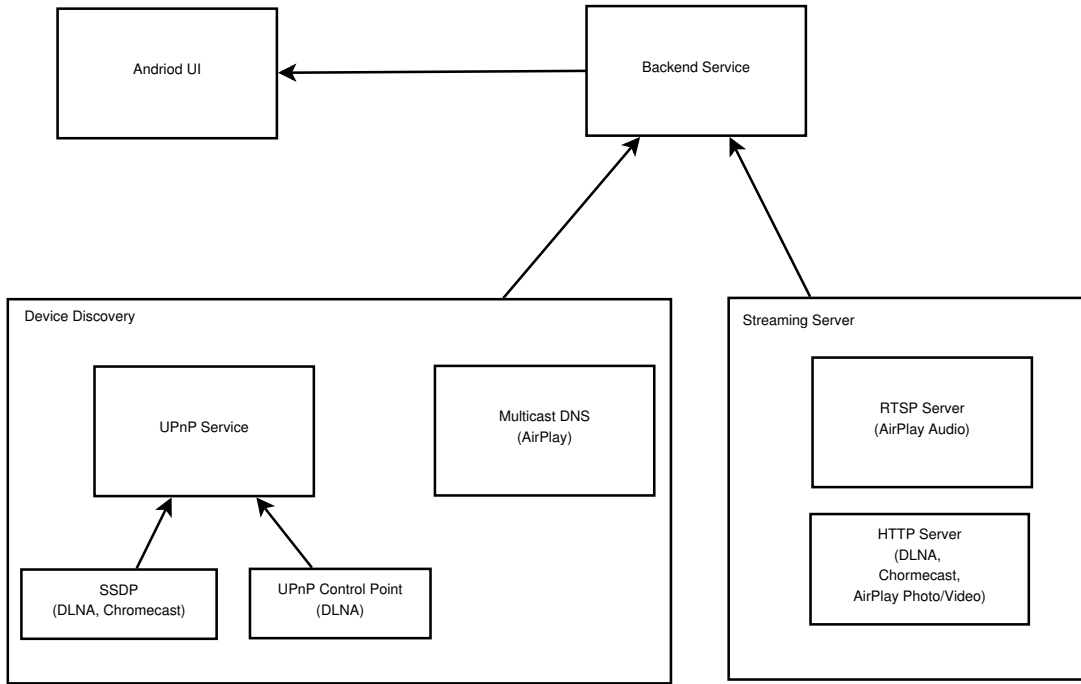 Andriod UI
Backend Service
Device Discovery
UPnP Service
Multicast DNS
(AirPlay)
SSDP
(DLNA, Chromecast)
UPnP Control Point
(DLNA)
Streaming Server
RTSP Server
(AirPlay Audio)
HTTP Server
(DLNA,
Chormecast,
AirPlay Photo/Video)